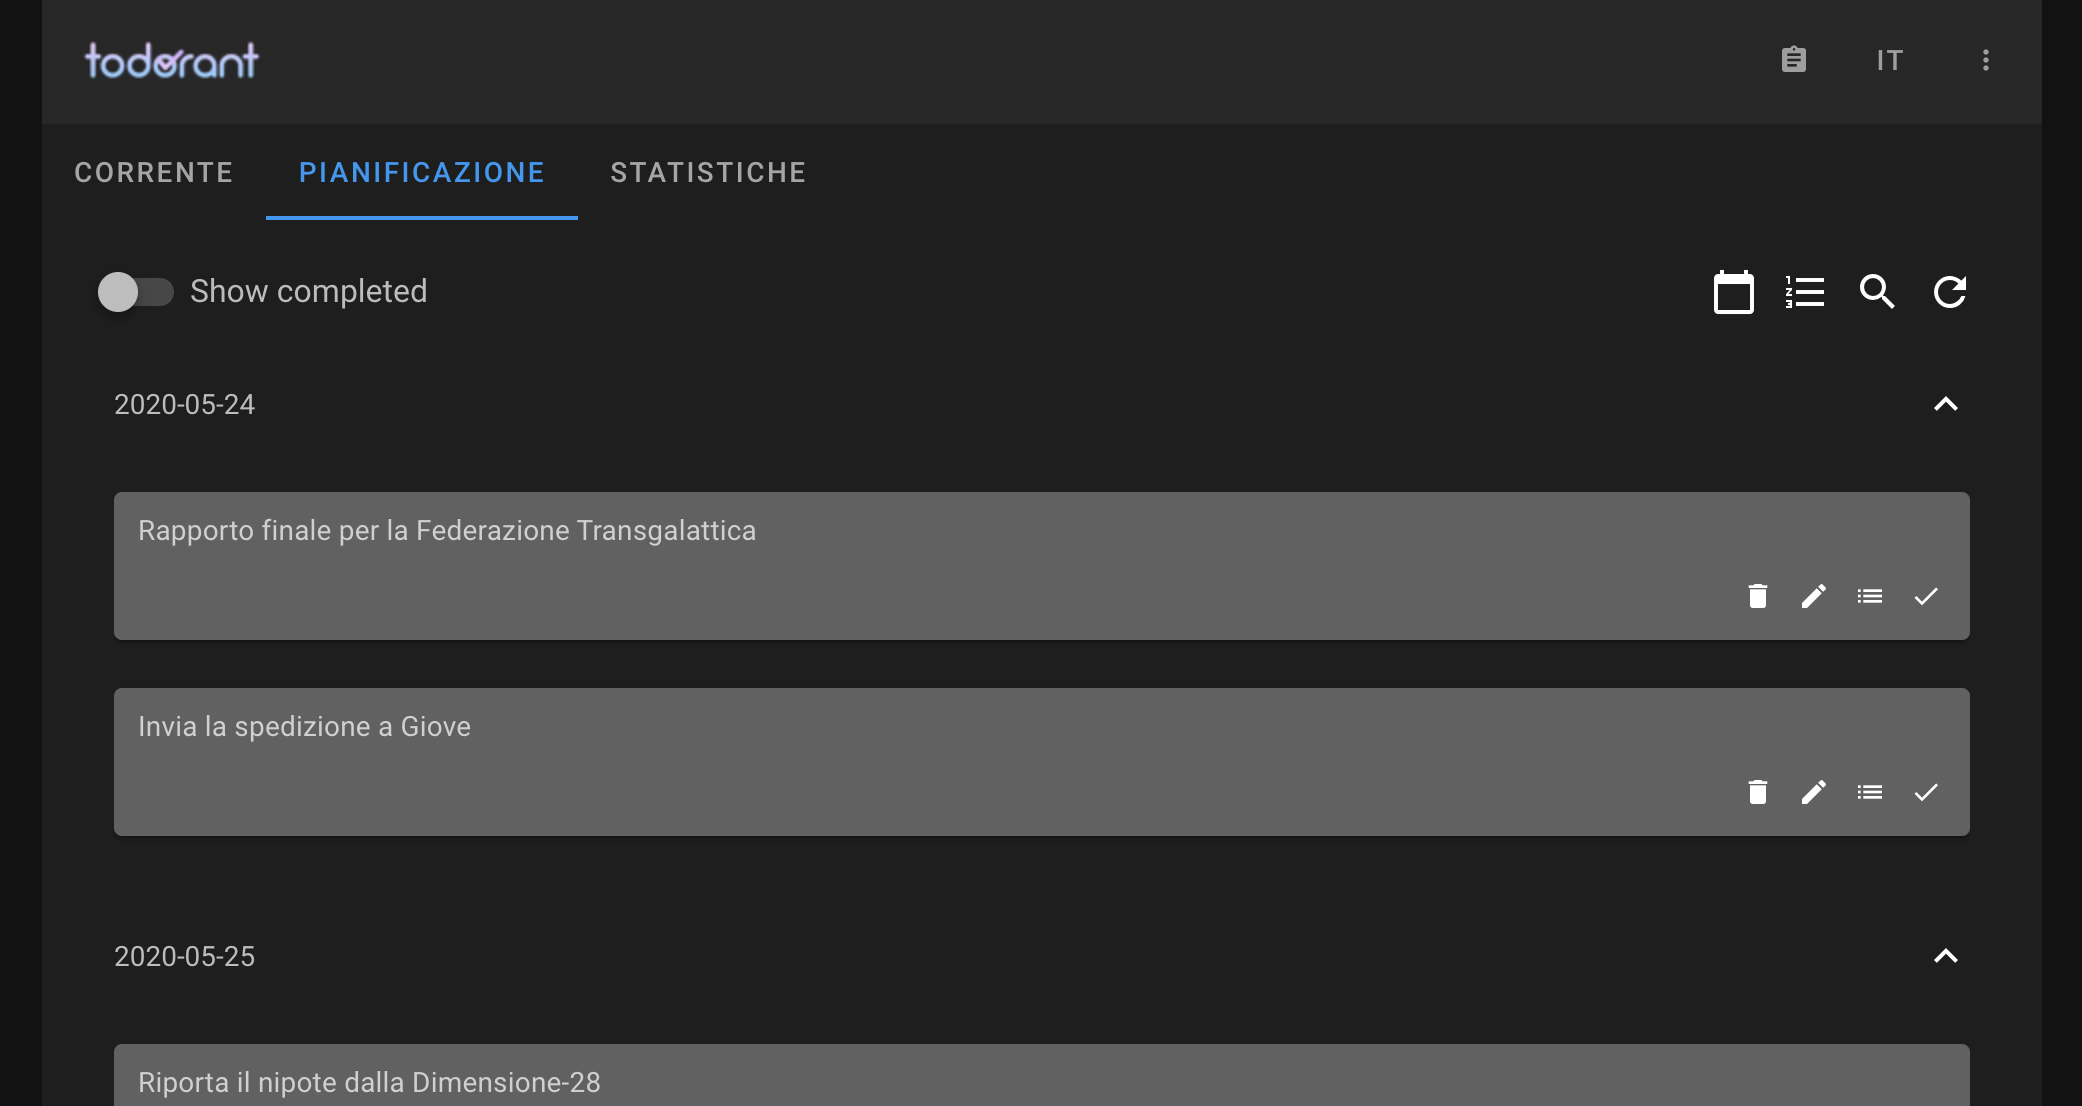 todorant
IT
CORRENTE PIANIFICAZIONE STATISTICHE
Show completed
2020-05-24
Rapporto finale per la Federazione Transgalattica
Invia la spedizione a Giove
2020-05-25
Riporta il nipote dalla Dimensione-28